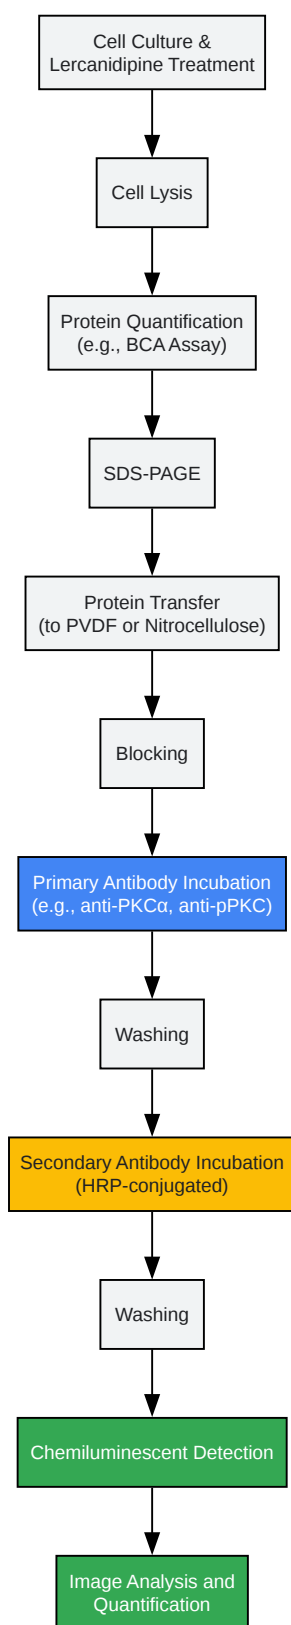 Cell Culture &
Lercanidipine Treatment
Cell Lysis
Protein Quantification
(e.g., BCA Assay)
SDS-PAGE
Protein Transfer
(to PVDF or Nitrocellulose)
Blocking
Primary Antibody Incubation
(e.g., anti-PKCα, anti-pPKC)
Washing
Secondary Antibody Incubation
(HRP-conjugated)
Washing
Chemiluminescent Detection
Image Analysis and
Quantification